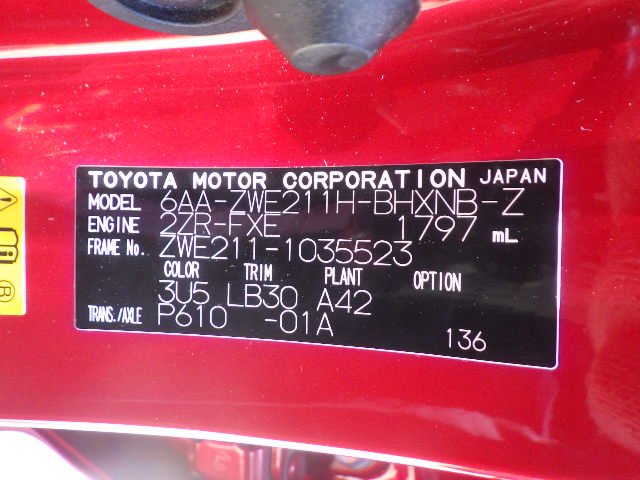 TOYOTA MOTOR CORPORATION JAPAN
MODEL 6AA-ZWE211H-BHXNB-Z
ENGINE 2ZR-FXE 1797 mL
FRAME No. ZWE211-1035523
COLOR TRIM PLANT OPTION
3U5 LB30 A42
TRANS./AXLE P610 -01A
136
R